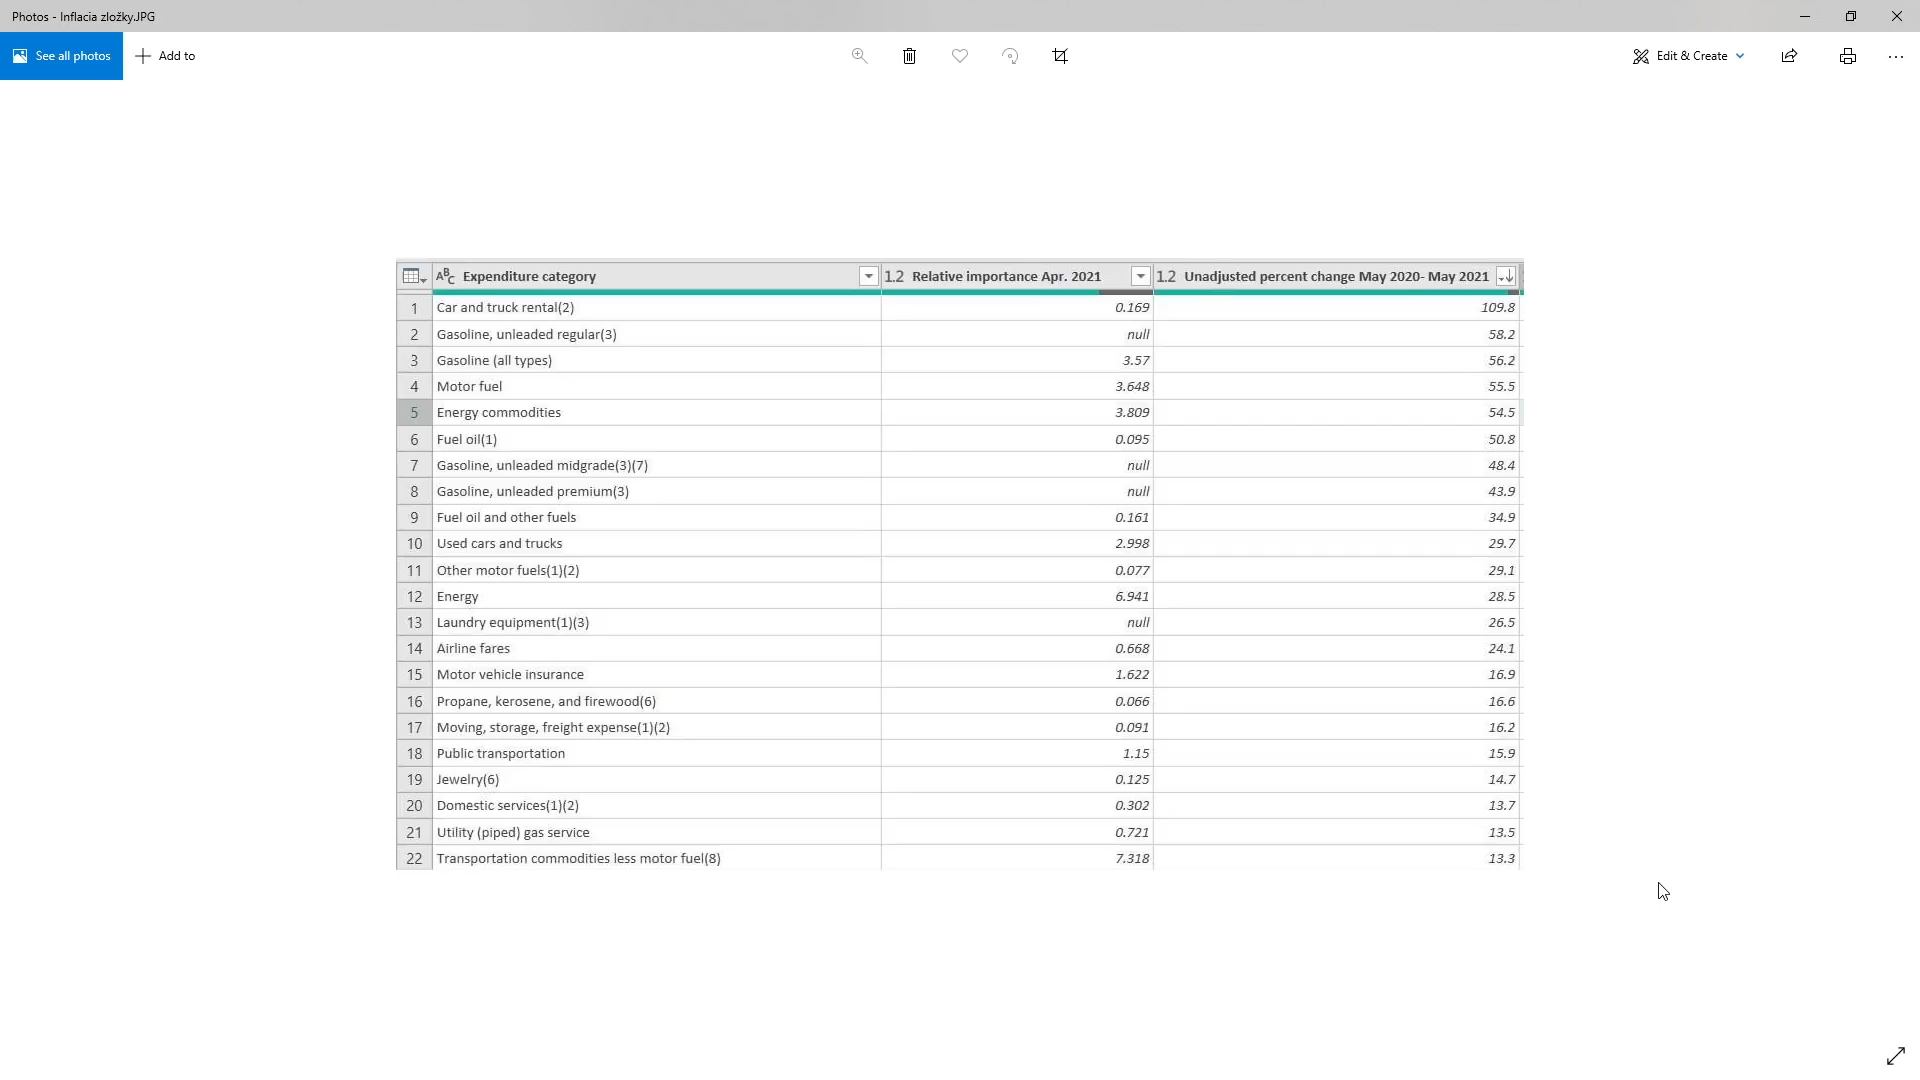 Photos - Inflacia zložky.JPG
See all photos Add to Edit & Create
ABC Expenditure category 1.2 Relative importance Apr. 2021 1.2 Unadjusted percent change May 2020- May 2021
1 Car and truck rental(2) 0.169 109.8
2 Gasoline, unleaded regular(3) null 58.2
3 Gasoline (all types) 3.57 56.2
4 Motor fuel 3.648 55.5
5 Energy commodities 3.809 54.5
6 Fuel oil(1) 0.095 50.8
7 Gasoline, unleaded midgrade(3)(7) null 48.4
8 Gasoline, unleaded premium(3) null 43.9
9 Fuel oil and other fuels 0.161 34.9
10 Used cars and trucks 2.998 29.7
11 Other motor fuels(1)(2) 0.077 29.1
12 Energy 6.941 28.5
13 Laundry equipment(1)(3) null 26.5
14 Airline fares 0.668 24.1
15 Motor vehicle insurance 1.622 16.9
16 Propane, kerosene, and firewood(6) 0.066 16.6
17 Moving, storage, freight expense(1)(2) 0.091 16.2
18 Public transportation 1.15 15.9
19 Jewelry(6) 0.125 14.7
20 Domestic services(1)(2) 0.302 13.7
21 Utility (piped) gas service 0.721 13.5
22 Transportation commodities less motor fuel(8) 7.318 13.3